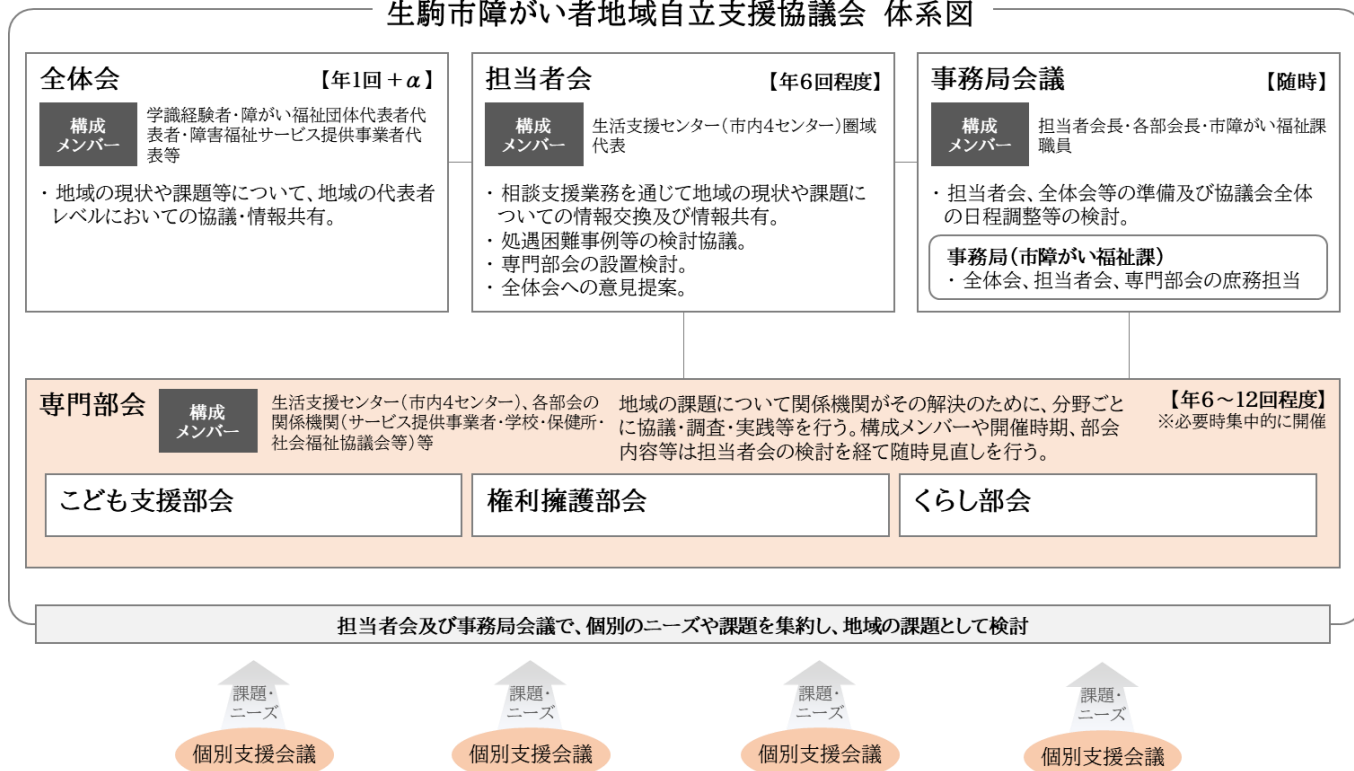 生駒市障がい者地域自立支援協議会 体系図
全体会
【年1回+α】
構成
メンバー
学識経験者・障がい福祉団体代表者代
表者・障害福祉サービス提供事業者代
表等
・ 地域の現状や課題等について、地域の代表者
レベルにおいての協議・情報共有。
担当者会
【年6回程度】
構成
メンバー
生活支援センター(市内4センター)圏域
代表
・ 相談支援業務を通じて地域の現状や課題に
ついての情報交換及び情報共有。
・ 処遇困難事例等の検討協議。
・ 専門部会の設置検討。
・ 全体会への意見提案。
事務局会議
【随時】
構成
メンバー
担当者会長・各部会長・市障がい福祉課
職員
・ 担当者会、全体会等の準備及び協議会全体
の日程調整等の検討。
事務局(市障がい福祉課)
・ 全体会、担当者会、専門部会の庶務担当
専門部会
構成
メンバー
生活支援センター(市内4センター)、各部会の
関係機関(サービス提供事業者・学校・保健所・
社会福祉協議会等)等
地域の課題について関係機関がその解決のために、分野ごと
に協議・調査・実践等を行う。構成メンバーや開催時期、部会
内容等は担当者会の検討を経て随時見直しを行う。
【年6~12回程度】
※必要時集中的に開催
こども支援部会
権利擁護部会
くらし部会
担当者会及び事務局会議で、個別のニーズや課題を集約し、地域の課題として検討
課題・
ニーズ
個別支援会議
課題・
ニーズ
個別支援会議
課題・
ニーズ
個別支援会議
課題・
ニーズ
個別支援会議